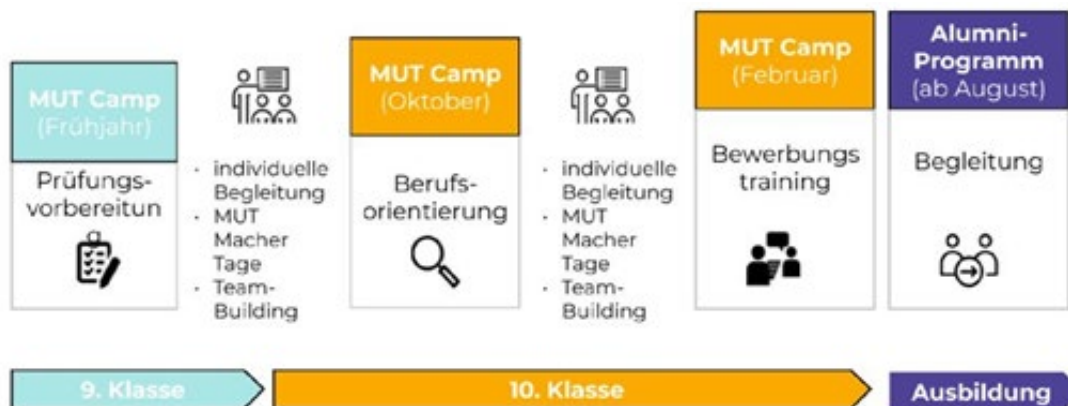 MUT Camp
(Frühjahr)
Prüfungs-
vorbereitun
· individuelle
Begleitung
· MUT
Macher
Tage
· Team-
Building
MUT Camp
(Oktober)
Berufs-
orientierung
· individuelle
Begleitung
· MUT
Macher
Tage
· Team-
Building
MUT Camp
(Februar)
Bewerbungs
training
Alumni-
Programm
(ab August)
Begleitung
9. Klasse
10. Klasse
Ausbildung